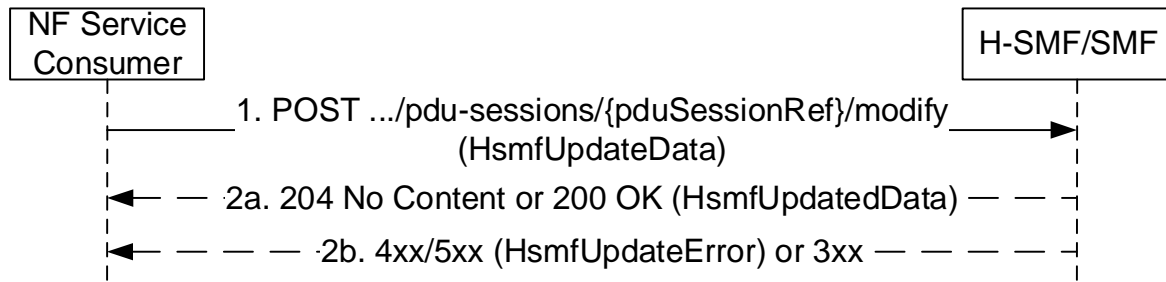 NF Service
Consumer
H-SMF/SMF
1. POST .../pdu-sessions/{pduSessionRef}/modify
(HsmfUpdateData)
2a. 204 No Content or 200 OK (HsmfUpdatedData)
2b. 4xx/5xx (HsmfUpdateError) or 3xx